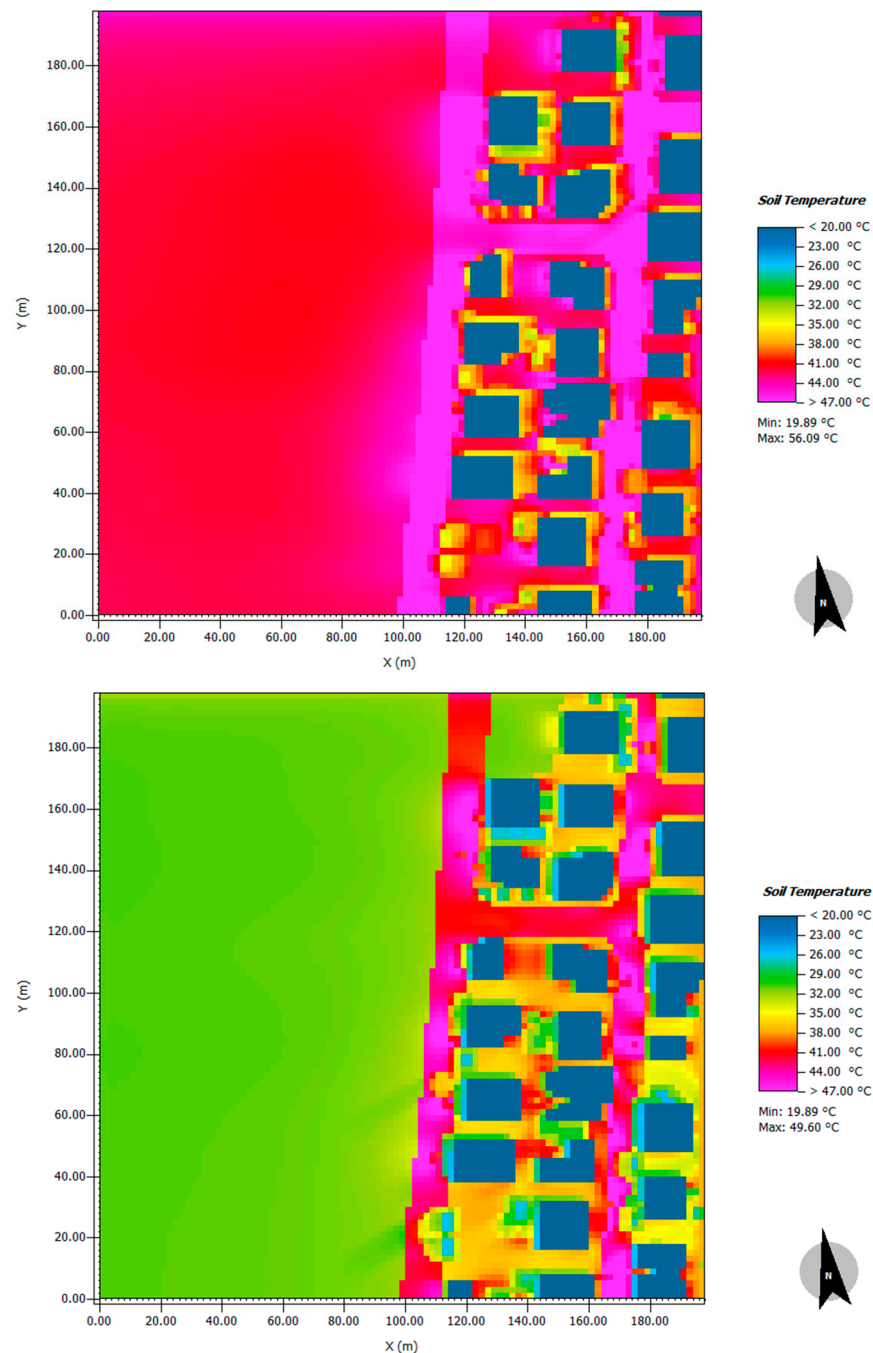 180.00
160.00
140.00
120.00
100.00
80.00
60.00
40.00
20.00
0.00
Y (m)
0.00 20.00 40.00 60.00 80.00 100.00 120.00 140.00 160.00 180.00
X (m)
Soil Temperature
< 20.00 °C
23.00 °C
26.00 °C
29.00 °C
32.00 °C
35.00 °C
38.00 °C
41.00 °C
44.00 °C
> 47.00 °C
Min: 19.89 °C
Max: 56.09 °C
N
180.00
160.00
140.00
120.00
100.00
80.00
60.00
40.00
20.00
0.00
Y (m)
0.00 20.00 40.00 60.00 80.00 100.00 120.00 140.00 160.00 180.00
X (m)
Soil Temperature
< 20.00 °C
23.00 °C
26.00 °C
29.00 °C
32.00 °C
35.00 °C
38.00 °C
41.00 °C
44.00 °C
> 47.00 °C
Min: 19.89 °C
Max: 49.60 °C
N